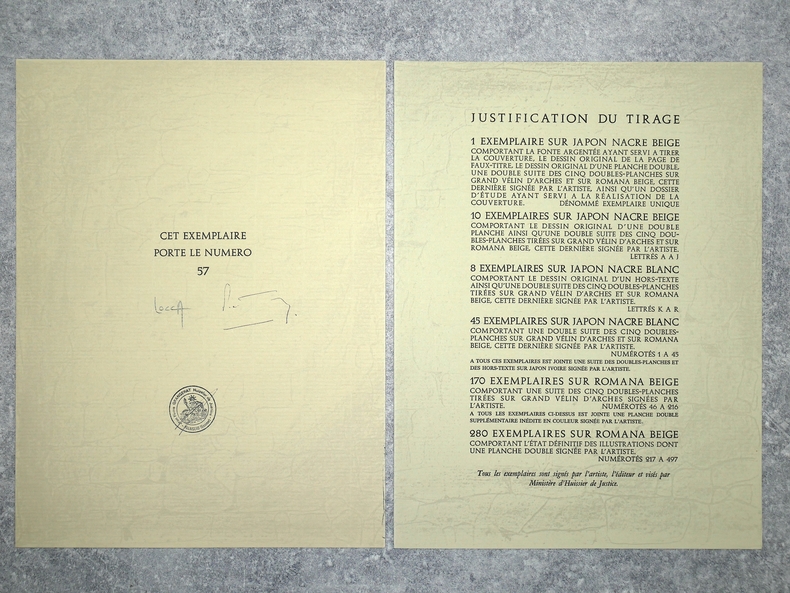 CET EXEMPLAIRE
PORTE LE NUMERO
57
JUSTIFICATION DU TIRAGE
1 EXEMPLAIRE SUR JAPON NACRE BEIGE
COMPORTANT LA FONTE ARGENTÉE AYANT SERVI A TIRER
LA COUVERTURE, LE DESSIN ORIGINAL DE LA PAGE DE
FAUX-TITRE, LE DESSIN ORIGINAL D'UNE PLANCHE DOUBLE,
UNE DOUBLE SUITE DES CINQ DOUBLES-PLANCHES SUR
GRAND VÉLIN D'ARCHES ET SUR ROMANA BEIGE, CETTE
DERNIÈRE SIGNÉE PAR L'ARTISTE, AINSI QU'UN DOSSIER
D'ÉTUDE AYANT SERVI A LA RÉALISATION DE LA
COUVERTURE. DÉNOMMÉ EXEMPLAIRE UNIQUE
10 EXEMPLAIRES SUR JAPON NACRE BEIGE
COMPORTANT LE DESSIN ORIGINAL D'UNE DOUBLE
PLANCHE AINSI QU'UNE DOUBLE SUITE DES CINQ DOU-
BLES-PLANCHES TIRÉES SUR GRAND VÉLIN D'ARCHES ET SUR
ROMANA BEIGE, CETTE DERNIÈRE SIGNÉE PAR L'ARTISTE.
LETTRÉS A A J
8 EXEMPLAIRES SUR JAPON NACRE BLANC
COMPORTANT LE DESSIN ORIGINAL D'UN HORS-TEXTE
AINSI QU'UNE DOUBLE SUITE DES CINQ DOUBLES-PLANCHES
TIRÉES SUR GRAND VÉLIN D'ARCHES ET SUR ROMANA
BEIGE, CETTE DERNIÈRE SIGNÉE PAR L'ARTISTE.
LETTRÉS K A R
45 EXEMPLAIRES SUR JAPON NACRE BLANC
COMPORTANT UNE DOUBLE SUITE DES CINQ DOUBLES-
PLANCHES SUR GRAND VÉLIN D'ARCHES ET SUR ROMANA
BEIGE, CETTE DERNIÈRE SIGNÉE PAR L'ARTISTE.
NUMÉROTÉS 1 A 45
A TOUS CES EXEMPLAIRES EST JOINTE UNE SUITE DES DOUBLES-PLANCHES ET
DES HORS-TEXTE SUR JAPON IVOIRE SIGNÉE PAR L'ARTISTE.
170 EXEMPLAIRES SUR ROMANA BEIGE
COMPORTANT UNE SUITE DES CINQ DOUBLES-PLANCHES
TIRÉES SUR GRAND VÉLIN D'ARCHES SIGNÉES PAR
L'ARTISTE. NUMÉROTÉS 46 A 216
A TOUS LES EXEMPLAIRES CI-DESSUS EST JOINTE UNE PLANCHE DOUBLE
SUPPLÉMENTAIRE INÉDITE EN COULEUR SIGNÉE PAR L'ARTISTE.
280 EXEMPLAIRES SUR ROMANA BEIGE
COMPORTANT L'ÉTAT DÉFINITIF DES ILLUSTRATIONS DONT
UNE PLANCHE DOUBLE SIGNÉE PAR L'ARTISTE.
NUMÉROTÉS 217 A 497
Tous les exemplaires sont signés par l'artiste, l'éditeur et visés par
Ministère d'Huissier de Justice.